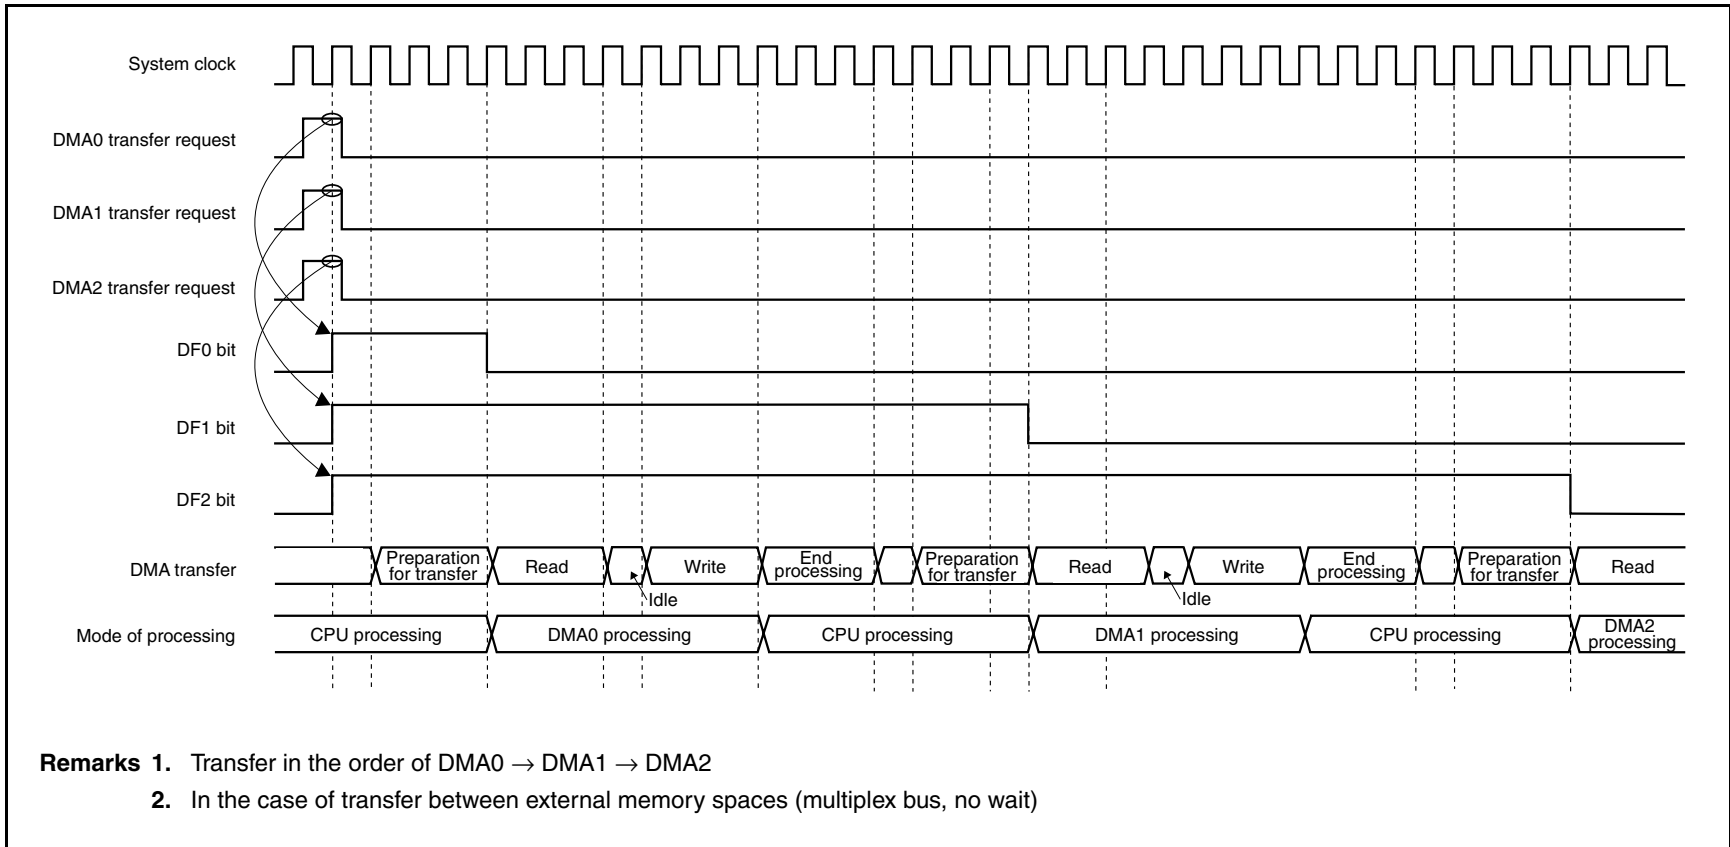 System clock
DMA0 transfer request
DMA1 transfer request
DMA2 transfer request
DF0 bit
DF1 bit
DF2 bit
DMA transfer
Preparation
for transfer
Read
Idle
Write
End
processing
Preparation
for transfer
Read
Idle
Write
End
processing
Preparation
for transfer
Read
Mode of processing
CPU processing
DMA0 processing
CPU processing
DMA1 processing
CPU processing
DMA2
processing
Remarks 1. Transfer in the order of DMA0 → DMA1 → DMA2
2. In the case of transfer between external memory spaces (multiplex bus, no wait)